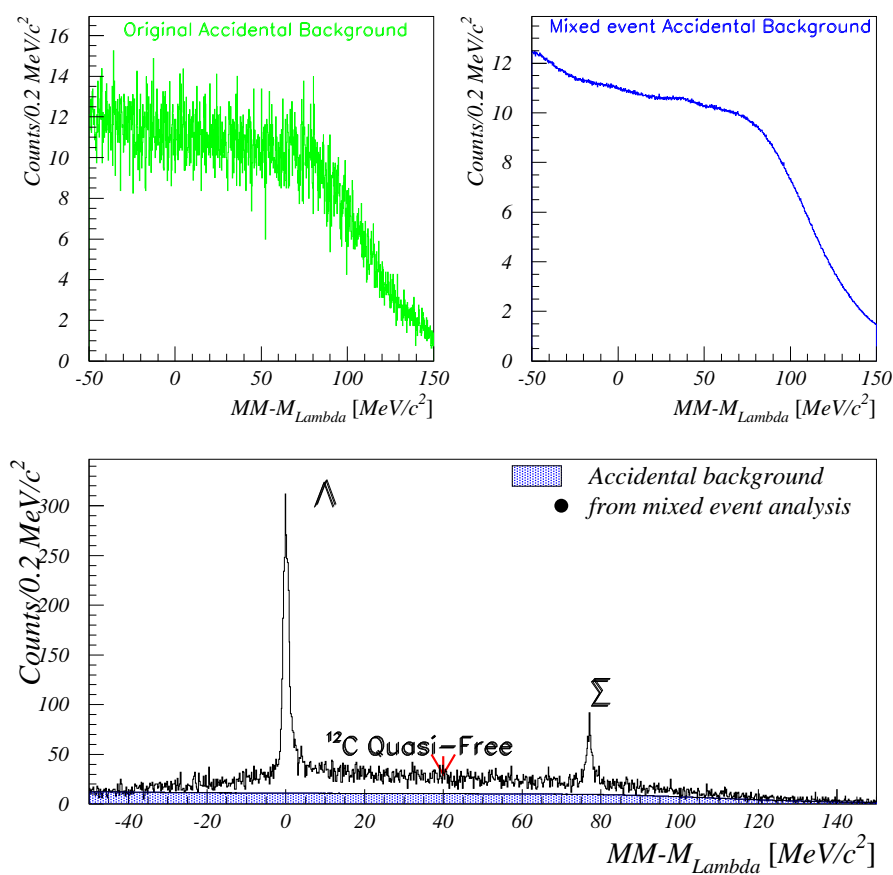 Original Accidental Background
Counts/0.2 MeV/c²
16
14
12
10
8
6
4
2
0
-50 0 50 100 150
MM-M_Lambda [MeV/c²]
Mixed event Accidental Background
Counts/0.2 MeV/c²
12
10
8
6
4
2
0
-50 0 50 100 150
MM-M_Lambda [MeV/c²]
Counts/0.2 MeV/c²
300
250
200
150
100
50
0
Λ
Accidental background
from mixed event analysis
Σ
¹²C Quasi-Free
-40 -20 0 20 40 60 80 100 120 140
MM-M_Lambda [MeV/c²]